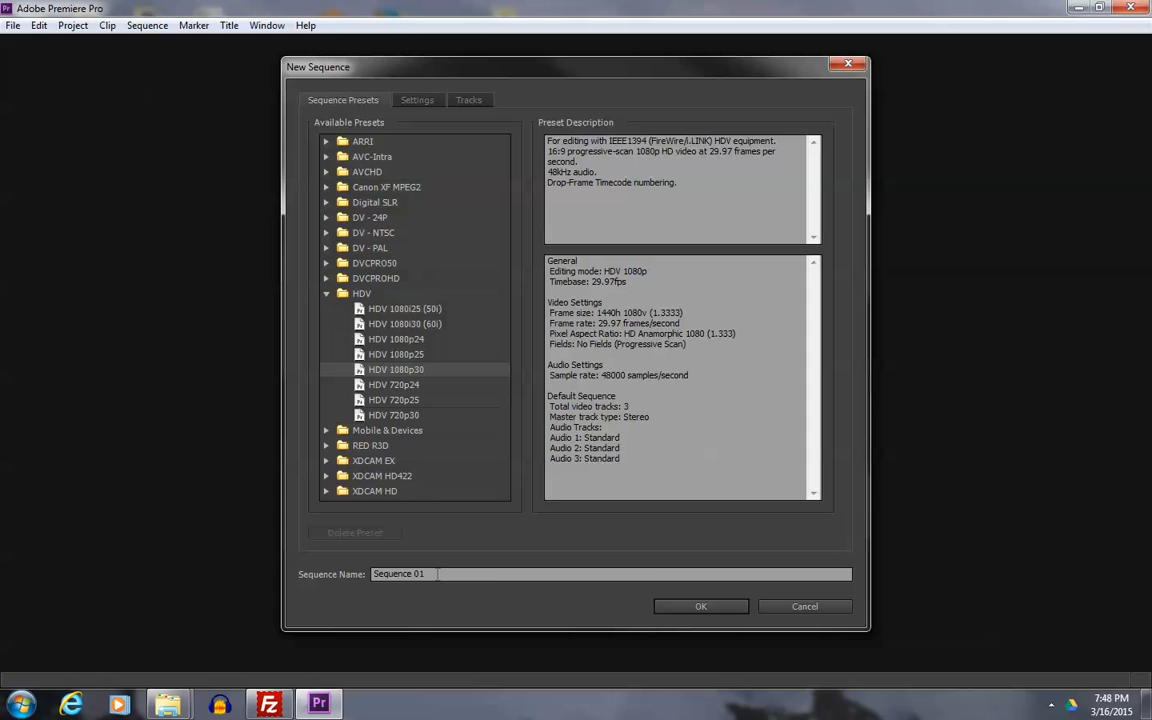 Adobe Premiere Pro
File Edit Project Clip Sequence Marker Title Window Help
New Sequence
Sequence Presets Settings Tracks
Available Presets
ARRI
AVC-Intra
AVCHD
Canon XF MPEG2
Digital SLR
DV - 24P
DV - NTSC
DV - PAL
DVCPRO50
DVCPROHD
HDV
HDV 1080i25 (50i)
HDV 1080i30 (60i)
HDV 1080p24
HDV 1080p25
HDV 1080p30
HDV 720p24
HDV 720p25
HDV 720p30
Mobile & Devices
RED R3D
XDCAM EX
XDCAM HD422
XDCAM HD
Delete Preset
Preset Description
For editing with IEEE1394 (FireWire/i.LINK) HDV equipment.
16:9 progressive-scan 1080p HD video at 29.97 frames per
second.
48kHz audio.
Drop-Frame Timecode numbering.
General
Editing mode: HDV 1080p
Timebase: 29.97fps
Video Settings
Frame size: 1440h 1080v (1.3333)
Frame rate: 29.97 frames/second
Pixel Aspect Ratio: HD Anamorphic 1080 (1.333)
Fields: No Fields (Progressive Scan)
Audio Settings
Sample rate: 48000 samples/second
Default Sequence
Total video tracks: 3
Master track type: Stereo
Audio Tracks:
Audio 1: Standard
Audio 2: Standard
Audio 3: Standard
Sequence Name: Sequence 01
OK Cancel
Fz
Pr
7:48 PM
3/16/2015